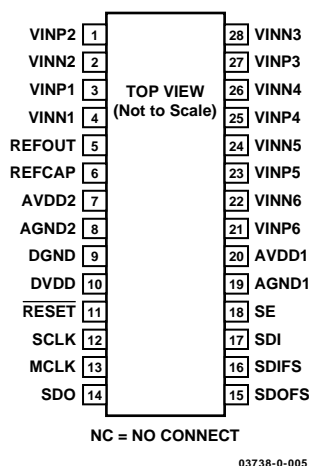 VINP2 1 28 VINN3
VINN2 2 27 VINP3
VINP1 3 TOP VIEW 26 VINN4
VINN1 4 (Not to Scale) 25 VINP4
REFOUT 5 24 VINN5
REFCAP 6 23 VINP5
AVDD2 7 22 VINN6
AGND2 8 21 VINP6
DGND 9 20 AVDD1
DVDD 10 19 AGND1
RESET 11 18 SE
SCLK 12 17 SDI
MCLK 13 16 SDIFS
SDO 14 15 SDOFS
NC = NO CONNECT
03738-0-005